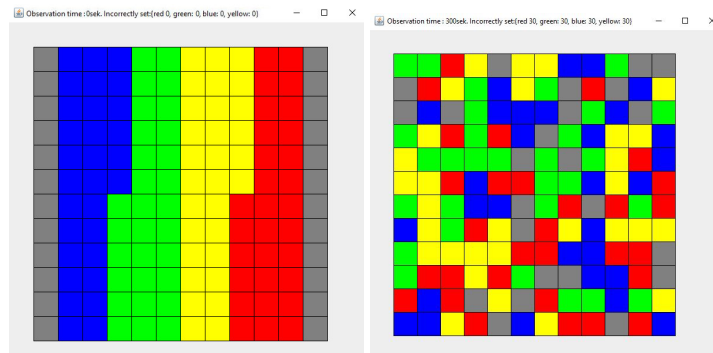 Observation time :0sek. Incorrectly set:(red 0, green: 0, blue: 0, yellow: 0)
Observation time : 300sek. Incorrectly set:(red 30, green: 30, blue: 30, yellow: 30)